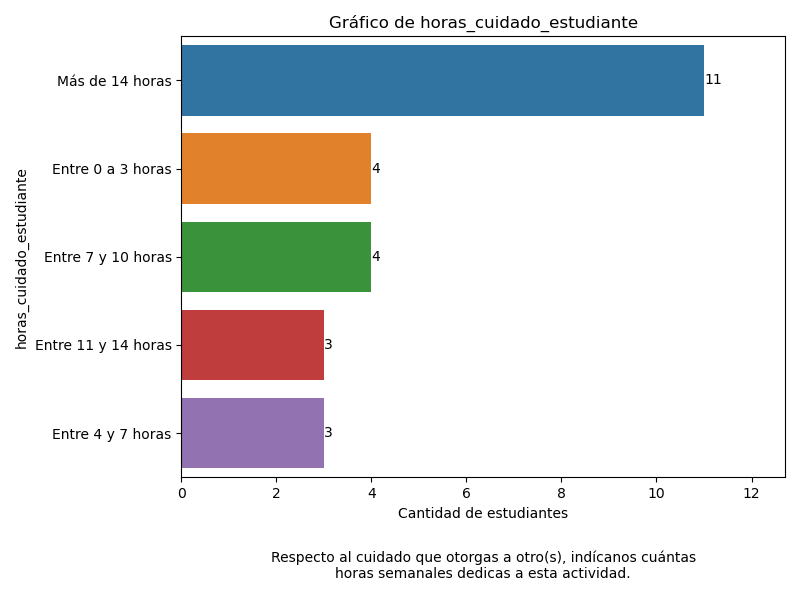 Gráfico de horas_cuidado_estudiante
horas_cuidado_estudiante
Más de 14 horas
11
Entre 0 a 3 horas
4
Entre 7 y 10 horas
4
Entre 11 y 14 horas
3
Entre 4 y 7 horas
3
0 2 4 6 8 10 12
Cantidad de estudiantes
Respecto al cuidado que otorgas a otro(s), indícanos cuántas
horas semanales dedicas a esta actividad.